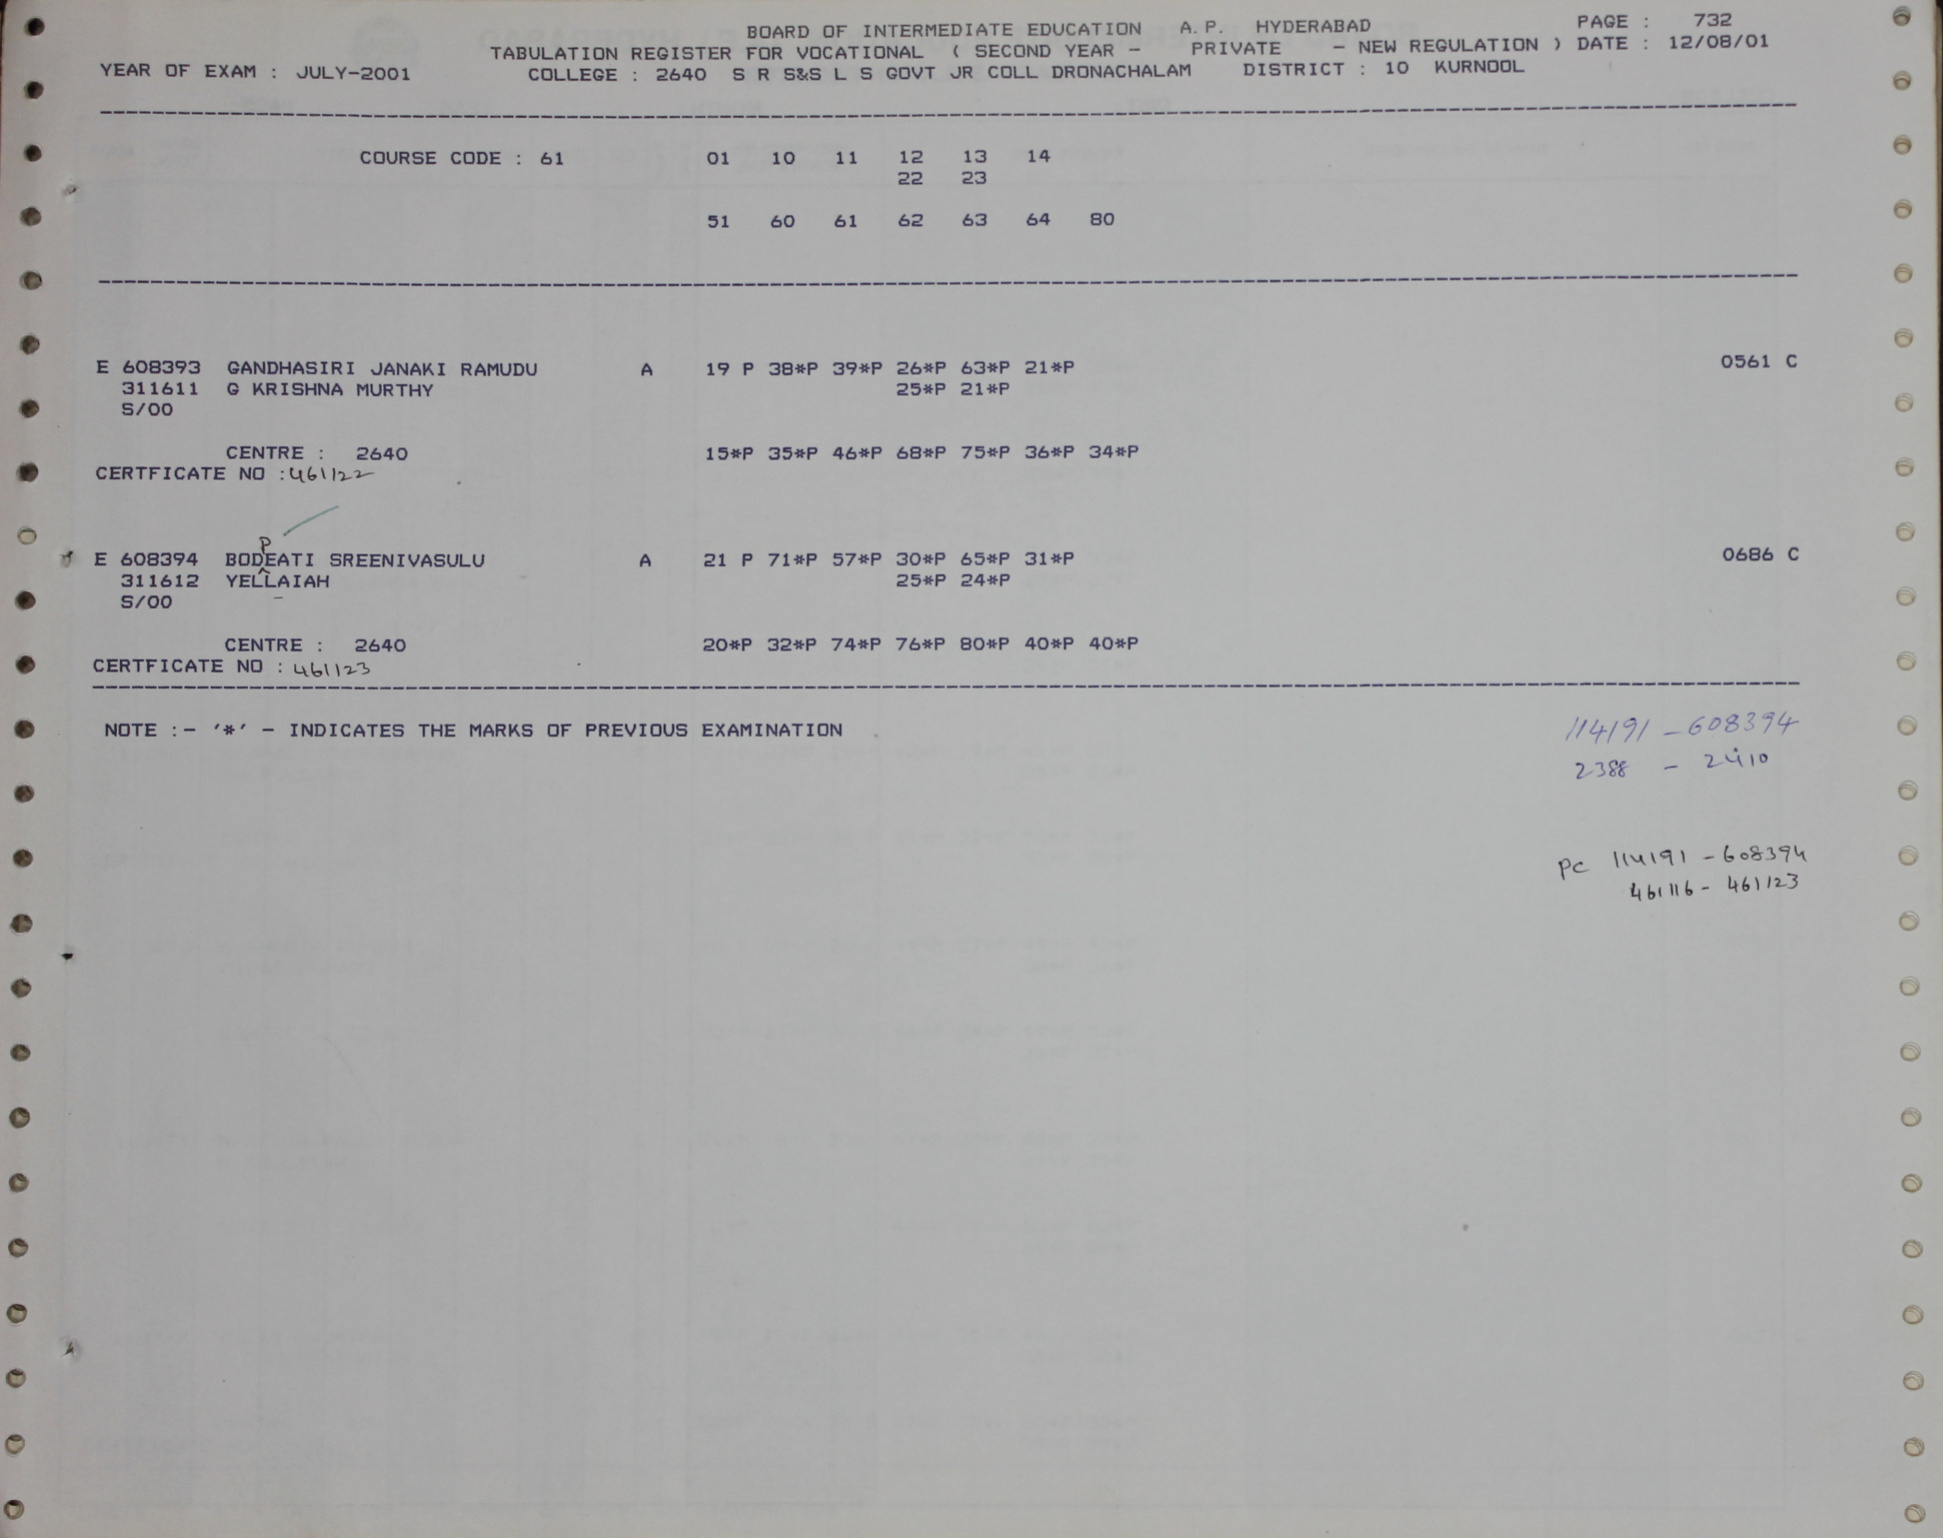 BOARD OF INTERMEDIATE EDUCATION A.P. HYDERABAD PAGE : 732
TABULATION REGISTER FOR VOCATIONAL ( SECOND YEAR - PRIVATE - NEW REGULATION ) DATE : 12/08/01
YEAR OF EXAM : JULY-2001 COLLEGE : 2640 S R S&S L S GOVT JR COLL DRONACHALAM DISTRICT : 10 KURNOOL
COURSE CODE : 61 01 10 11 12 13 14
22 23
51 60 61 62 63 64 80
E 608393 GANDHASIRI JANAKI RAMUDU A 19 P 38*P 39*P 26*P 63*P 21*P 0561 C
311611 G KRISHNA MURTHY 25*P 21*P
S/00
CENTRE : 2640 15*P 35*P 46*P 68*P 75*P 36*P 34*P
CERTFICATE NO : 461122
P
E 608394 BODEATI SREENIVASULU A 21 P 71*P 57*P 30*P 65*P 31*P 0686 C
311612 YELLAIAH 25*P 24*P
S/00
CENTRE : 2640 20*P 32*P 74*P 76*P 80*P 40*P 40*P
CERTFICATE NO : 461123
NOTE :- '*' - INDICATES THE MARKS OF PREVIOUS EXAMINATION
114191 - 608394
2388 - 2410
PC 114191 - 608394
461116 - 461123